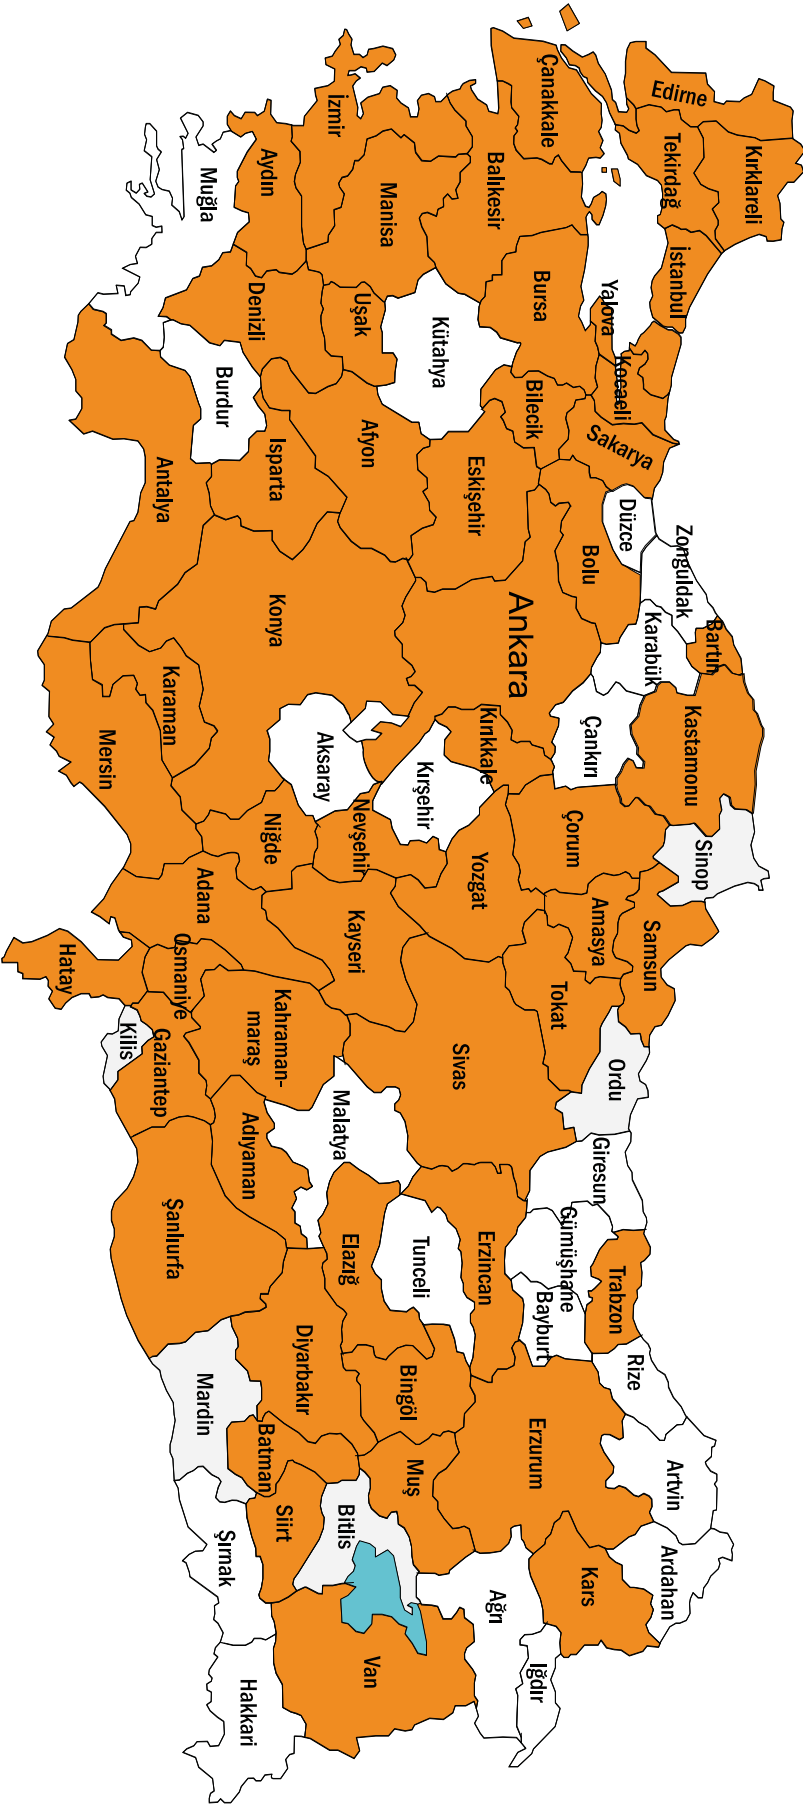 Edirne
Kırklareli
Tekirdağ
İstanbul
Çanakkale
Balıkesir
Bursa
Yalova
Kocaeli
Sakarya
Bilecik
İzmir
Manisa
Aydın
Muğla
Denizli
Uşak
Kütahya
Burdur
Afyon
Eskişehir
Isparta
Antalya
Düzce
Bolu
Zonguldak
Karabük
Bartın
Kastamonu
Çankırı
Ankara
Konya
Karaman
Mersin
Aksaray
Kırıkkale
Kırşehir
Nevşehir
Niğde
Sinop
Çorum
Yozgat
Samsun
Amasya
Tokat
Kayseri
Adana
Osmaniye
Hatay
Kilis
Gaziantep
Kahraman-
maraş
Sivas
Ordu
Giresun
Malatya
Adıyaman
Şanlıurfa
Gümüşhane
Trabzon
Bayburt
Rize
Erzincan
Tunceli
Elazığ
Diyarbakır
Mardin
Batman
Bingöl
Muş
Erzurum
Artvin
Ardahan
Kars
Siirt
Bitlis
Şırnak
Ağrı
Iğdır
Van
Hakkari